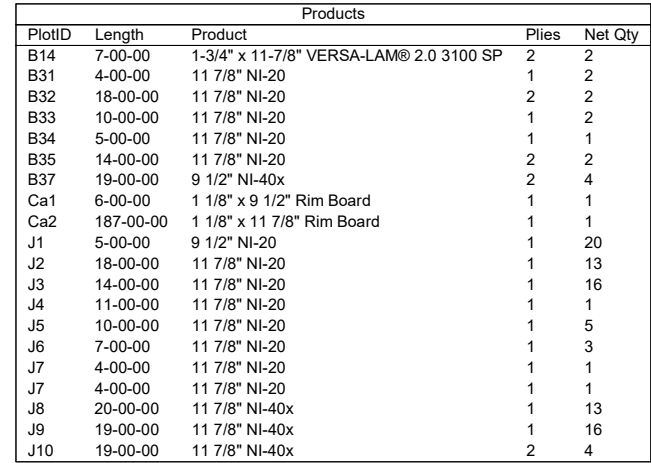 Products
PlotID Length Product Plies Net Qty
B14 7-00-00 1-3/4" x 11-7/8" VERSA-LAM® 2.0 3100 SP 2 2
B31 4-00-00 11 7/8" NI-20 1 2
B32 18-00-00 11 7/8" NI-20 2 2
B33 10-00-00 11 7/8" NI-20 1 2
B34 5-00-00 11 7/8" NI-20 1 1
B35 14-00-00 11 7/8" NI-20 2 2
B37 19-00-00 9 1/2" NI-40x 2 4
Ca1 6-00-00 1 1/8" x 9 1/2" Rim Board 1 1
Ca2 187-00-00 1 1/8" x 11 7/8" Rim Board 1 1
J1 5-00-00 9 1/2" NI-20 1 20
J2 18-00-00 11 7/8" NI-20 1 13
J3 14-00-00 11 7/8" NI-20 1 16
J4 11-00-00 11 7/8" NI-20 1 1
J5 10-00-00 11 7/8" NI-20 1 5
J6 7-00-00 11 7/8" NI-20 1 3
J7 4-00-00 11 7/8" NI-20 1 1
J7 4-00-00 11 7/8" NI-20 1 1
J8 20-00-00 11 7/8" NI-40x 1 13
J9 19-00-00 11 7/8" NI-40x 1 16
J10 19-00-00 11 7/8" NI-40x 2 4